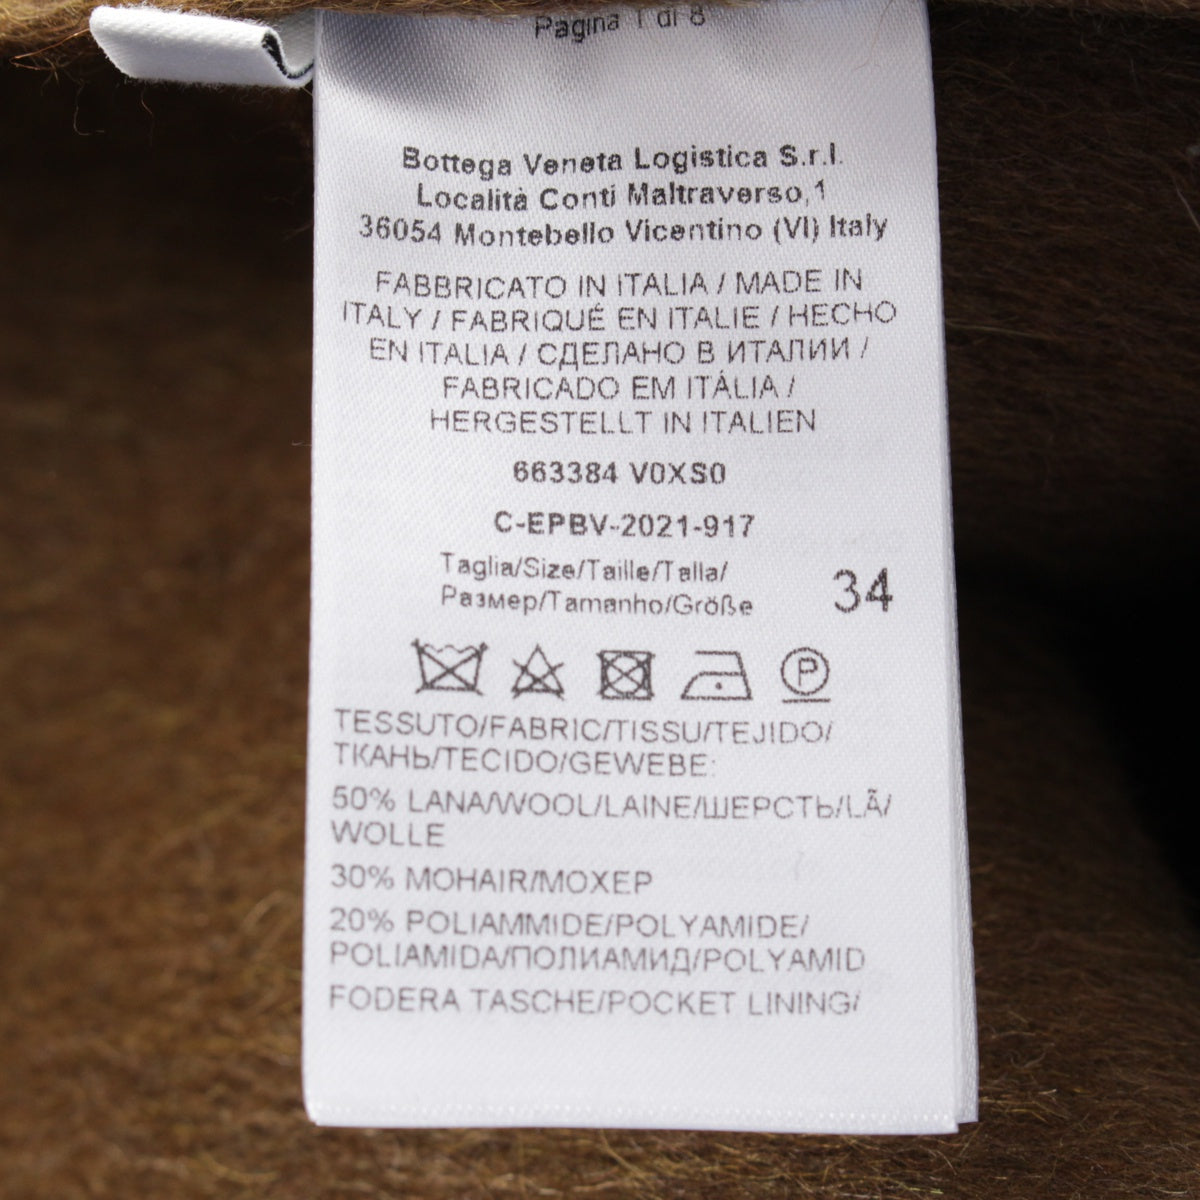 Pagina 1 di 8
Bottega Veneta Logistica S.r.l.
Località Conti Maltraverso,1
36054 Montebello Vicentino (VI) Italy
FABBRICATO IN ITALIA / MADE IN
ITALY / FABRIQUÉ EN ITALIE / HECHO
EN ITALIA / СДЕЛАНО В ИТАЛИИ /
FABRICADO EM ITÁLIA /
HERGESTELLT IN ITALIEN
663384 V0XS0
C-EPBV-2021-917
Taglia/Size/Taille/Talla/
Размер/Tamanho/Größe
34
P
TESSUTO/FABRIC/TISSU/TEJIDO/
ТКАНЬ/TECIDO/GEWEBE:
50% LANA/WOOL/LAINE/ШЕРСТЬ/LÃ/
WOLLE
30% MOHAIR/МОХЕР
20% POLIAMMIDE/POLYAMIDE/
POLIAMIDA/ПОЛИАМИД/POLYAMID
FODERA TASCHE/POCKET LINING/